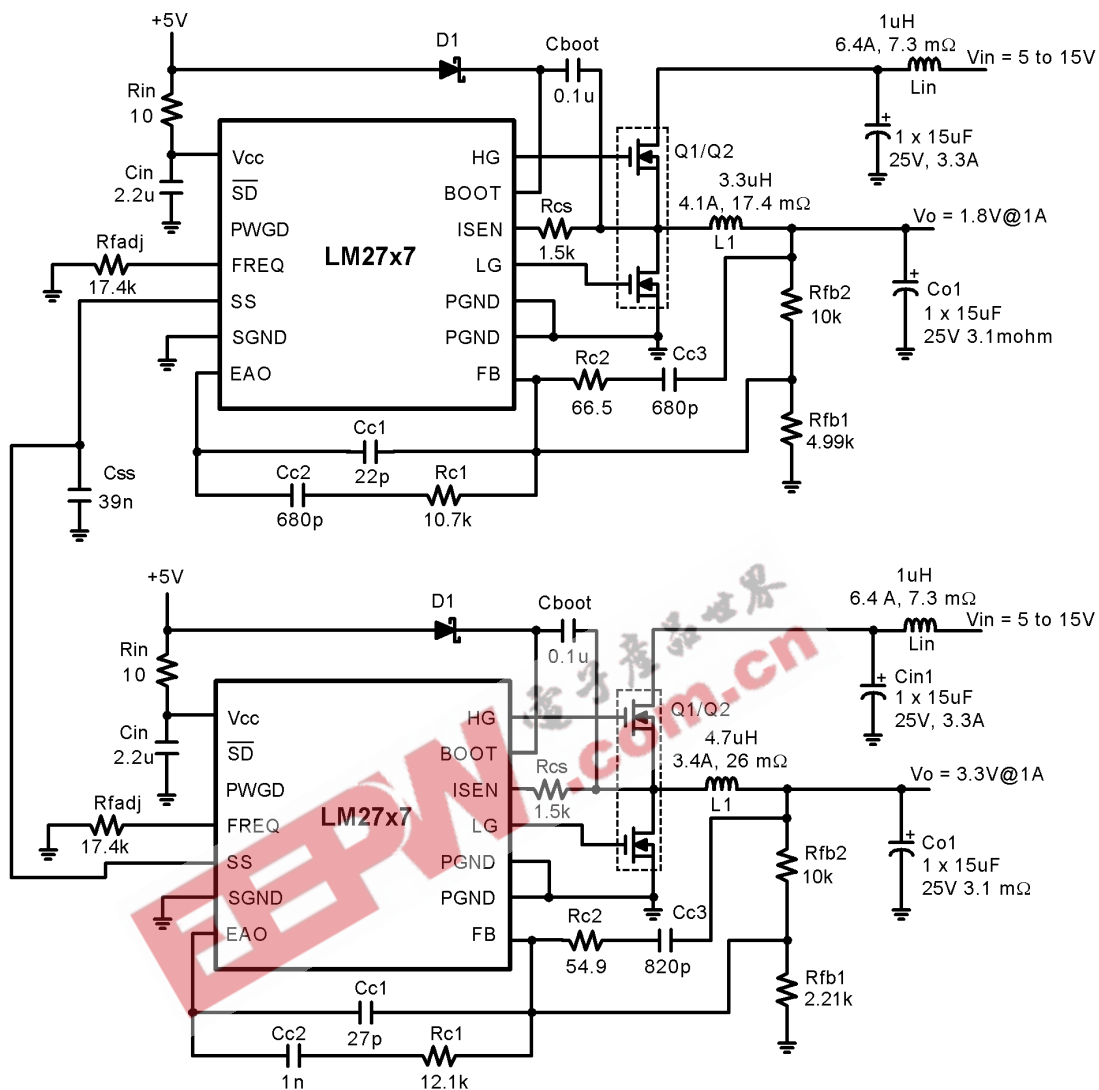 +5V
D1
Cboot
0.1u
1uH
6.4A, 7.3 mΩ
Vin = 5 to 15V
Lin
Rin
10
+
1 x 15uF
25V, 3.3A
Cin
2.2u
Vcc
SD
PWGD
FREQ
SS
SGND
EAO
LM27x7
HG
BOOT
ISEN
LG
PGND
PGND
FB
Q1/Q2
Rcs
1.5k
3.3uH
4.1A, 17.4 mΩ
L1
Vo = 1.8V@1A
Rfadj
17.4k
Rfb2
10k
+
Co1
1 x 15uF
25V 3.1mohm
Rc2
66.5
Cc3
680p
Rfb1
4.99k
Cc1
22p
Cc2
680p
Rc1
10.7k
Css
39n
+5V
D1
Cboot
0.1u
1uH
6.4 A, 7.3 mΩ
Vin = 5 to 15V
Lin
Rin
10
+
Cin1
1 x 15uF
25V, 3.3A
Cin
2.2u
Vcc
SD
PWGD
FREQ
SS
SGND
EAO
LM27x7
HG
BOOT
ISEN
LG
PGND
PGND
FB
Q1/Q2
Rcs
1.5k
4.7uH
3.4A, 26 mΩ
L1
Vo = 3.3V@1A
Rfadj
17.4k
Rfb2
10k
+
Co1
1 x 15uF
25V 3.1 mΩ
Rc2
54.9
Cc3
820p
Rfb1
2.21k
Cc1
27p
Cc2
1n
Rc1
12.1k
電子產品世界
EEPW.com.cn